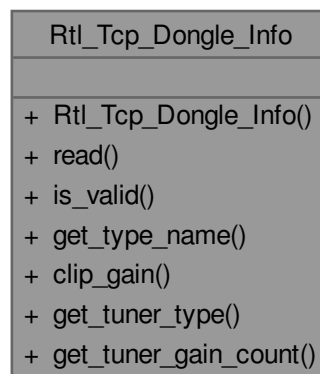 Rtl_Tcp_Dongle_Info
+ Rtl_Tcp_Dongle_Info()
+ read()
+ is_valid()
+ get_type_name()
+ clip_gain()
+ get_tuner_type()
+ get_tuner_gain_count()